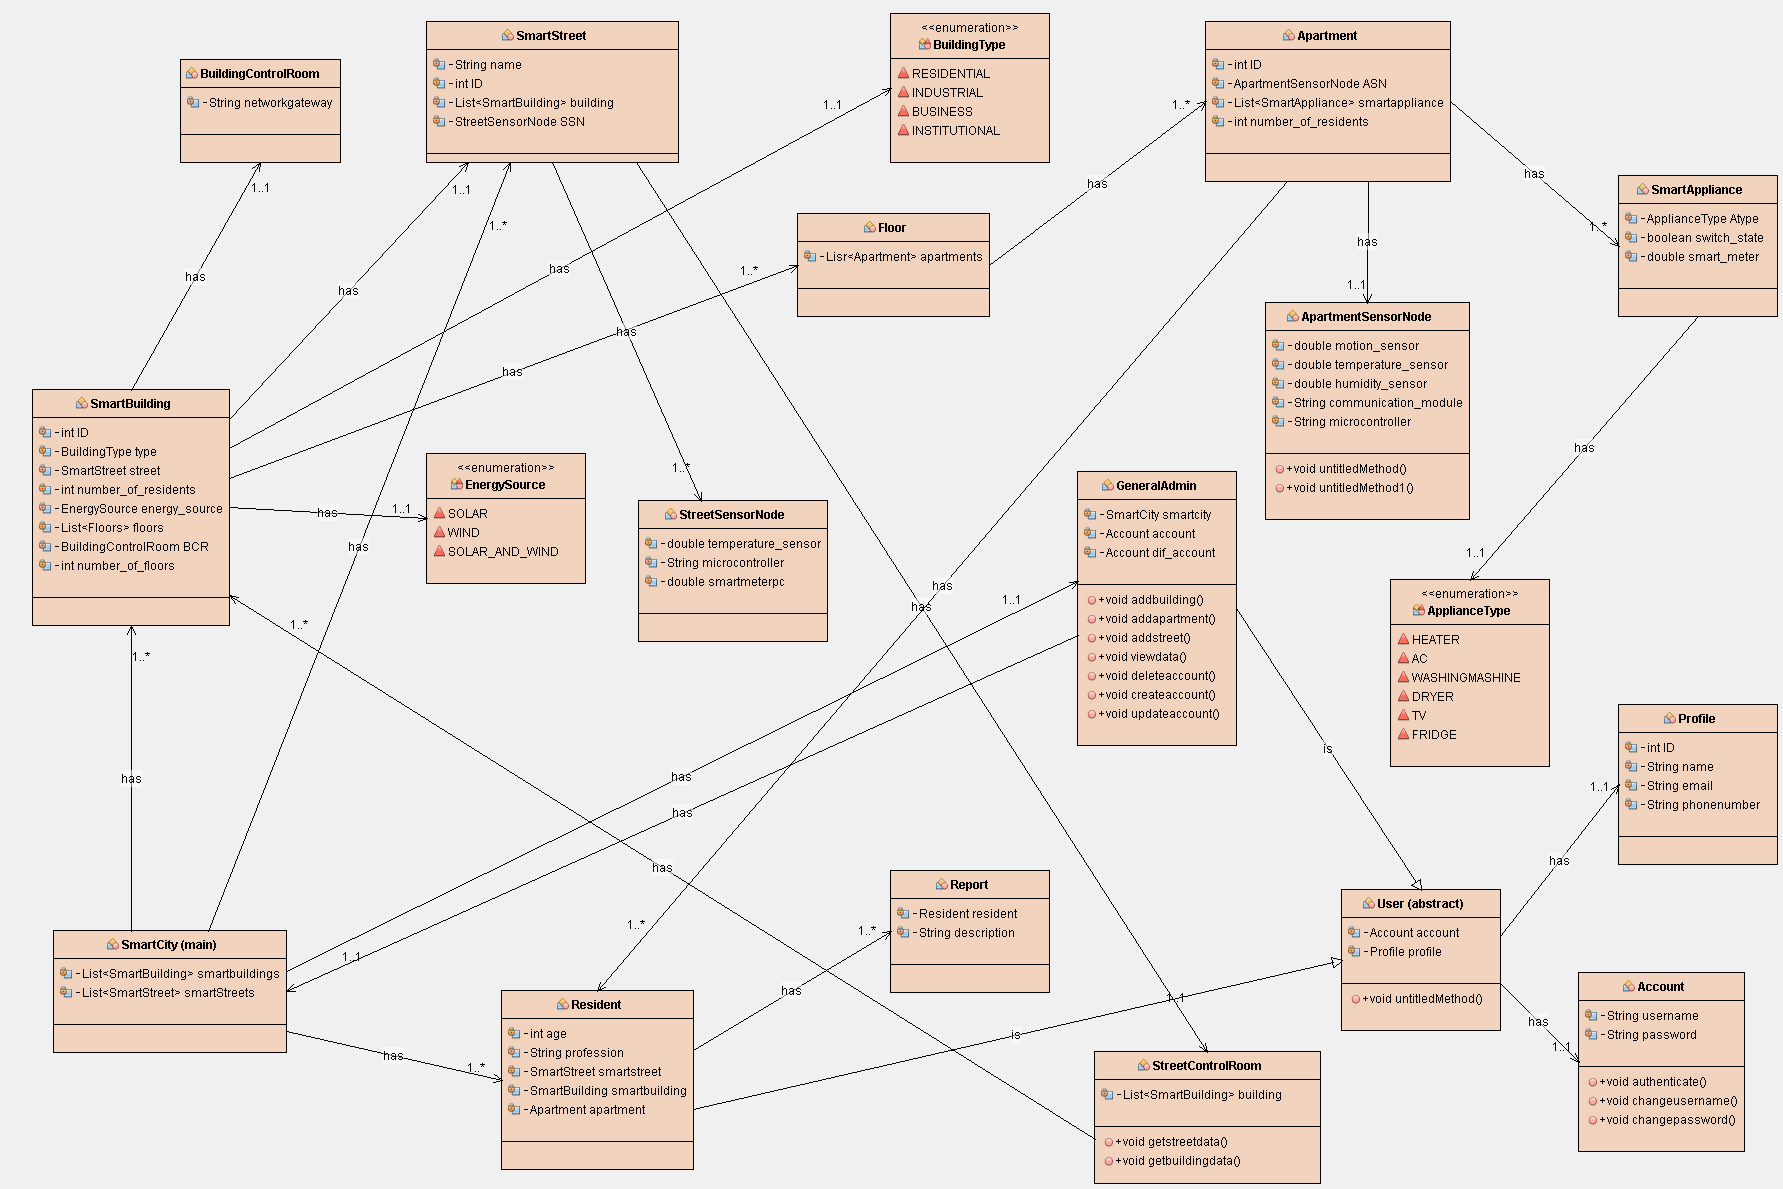 BuildingControlRoom
-String networkgateway
SmartStreet
-String name
-int ID
-List<SmartBuilding> building
-StreetSensorNode SSN
<<enumeration>>
BuildingType
RESIDENTIAL
INDUSTRIAL
BUSINESS
INSTITUTIONAL
Apartment
-int ID
-ApartmentSensorNode ASN
-List<SmartAppliance> smartappliance
-int number_of_residents
SmartAppliance
-ApplianceType Atype
-boolean switch_state
-double smart_meter
Floor
-Lisr<Apartment> apartments
ApartmentSensorNode
-double motion_sensor
-double temperature_sensor
-double humidity_sensor
-String communication_module
-String microcontroller
+void untitledMethod()
+void untitledMethod1()
SmartBuilding
-int ID
-BuildingType type
-SmartStreet street
-int number_of_residents
-EnergySource energy_source
-List<Floors> floors
-BuildingControlRoom BCR
-int number_of_floors
<<enumeration>>
EnergySource
SOLAR
WIND
SOLAR_AND_WIND
StreetSensorNode
-double temperature_sensor
-String microcontroller
-double smartmeterpc
GeneralAdmin
-SmartCity smartcity
-Account account
-Account dif_account
+void addbuilding()
+void addapartment()
+void addstreet()
+void viewdata()
+void deleteaccount()
+void createaccount()
+void updateaccount()
<<enumeration>>
ApplianceType
HEATER
AC
WASHINGMASHINE
DRYER
TV
FRIDGE
Profile
-int ID
-String name
-String email
-String phonenumber
SmartCity (main)
-List<SmartBuilding> smartbuildings
-List<SmartStreet> smartStreets
Resident
-int age
-String profession
-SmartStreet smartstreet
-SmartBuilding smartbuilding
-Apartment apartment
Report
-Resident resident
-String description
User (abstract)
-Account account
-Profile profile
+void untitledMethod()
StreetControlRoom
-List<SmartBuilding> building
+void getstreetdata()
+void getbuildingdata()
Account
-String username
-String password
+void authenticate()
+void changeusername()
+void changepassword()
1..1
has
1..1
has
1..*
has
1..1
has
1..*
has
1..*
has
1..*
has
1..1
has
1..*
has
1..1
has
1..1
has
1..*
has
1..1
has
1..1
has
1..*
has
1..*
has
1..*
has
1..*
has
1..1
has
is
is
1..1
has
1..1
has